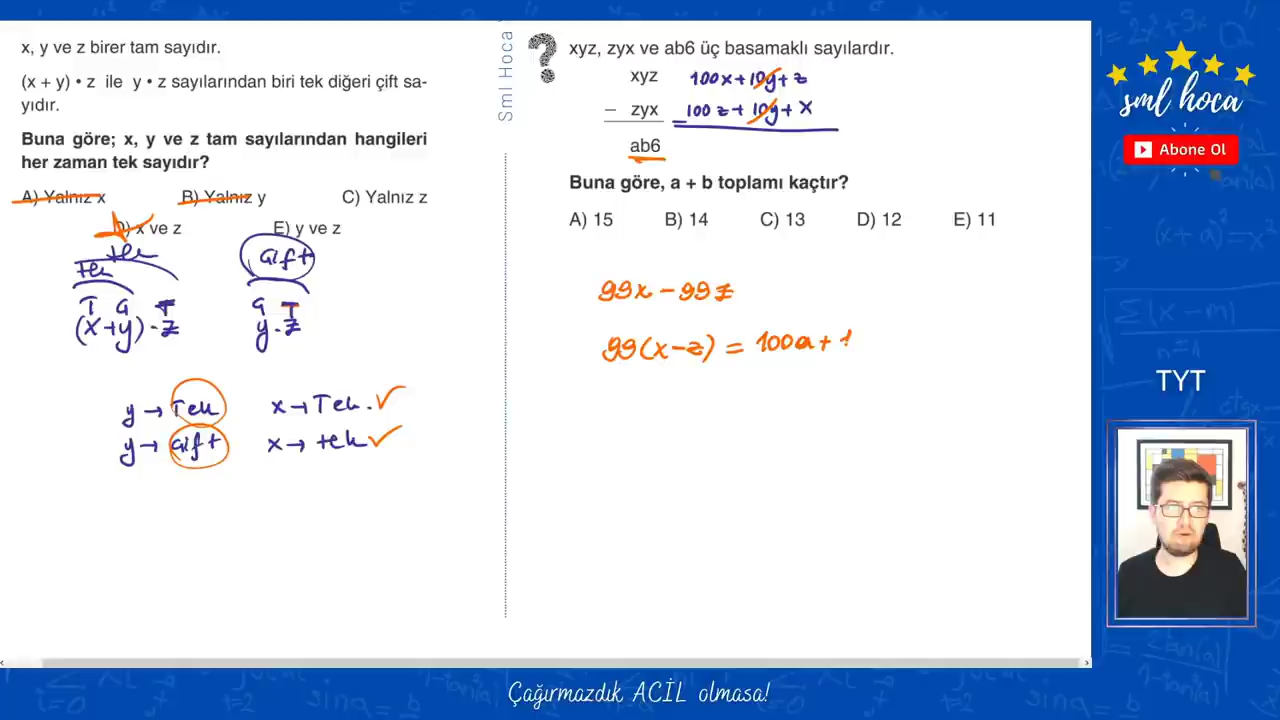 x, y ve z birer tam sayıdır.
(x + y) • z ile y • z sayılarından biri tek diğeri çift sa-
yıdır.
Buna göre; x, y ve z tam sayılarından hangileri
her zaman tek sayıdır?
A) Yalnız x B) Yalnız y C) Yalnız z
D) x ve z E) y ve z
tek
tek
T Ç T
(x+y)·z
Çift
Ç T
y·z
y → Tek x → Tek.
y → Çift x → tek
Sml Hoca
xyz, zyx ve ab6 üç basamaklı sayılardır.
xyz 100x+10y+z
– zyx 100z+10y+x
ab6
Buna göre, a + b toplamı kaçtır?
A) 15 B) 14 C) 13 D) 12 E) 11
99x – 99z
99(x–z) = 100a+
sml hoca
Abone Ol
TYT
Çağırmazdık ACİL olmasa!